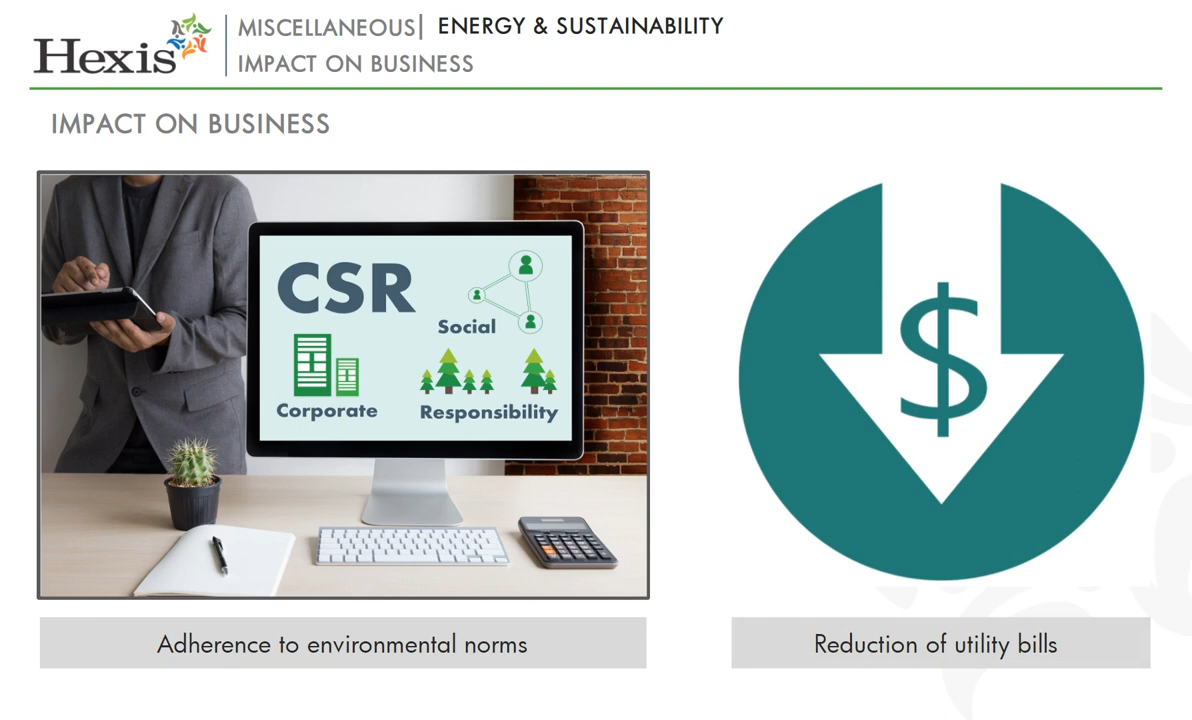 Hexis
MISCELLANEOUS| ENERGY & SUSTAINABILITY
IMPACT ON BUSINESS
IMPACT ON BUSINESS
CSR
Social
Corporate
Responsibility
$
Adherence to environmental norms
Reduction of utility bills